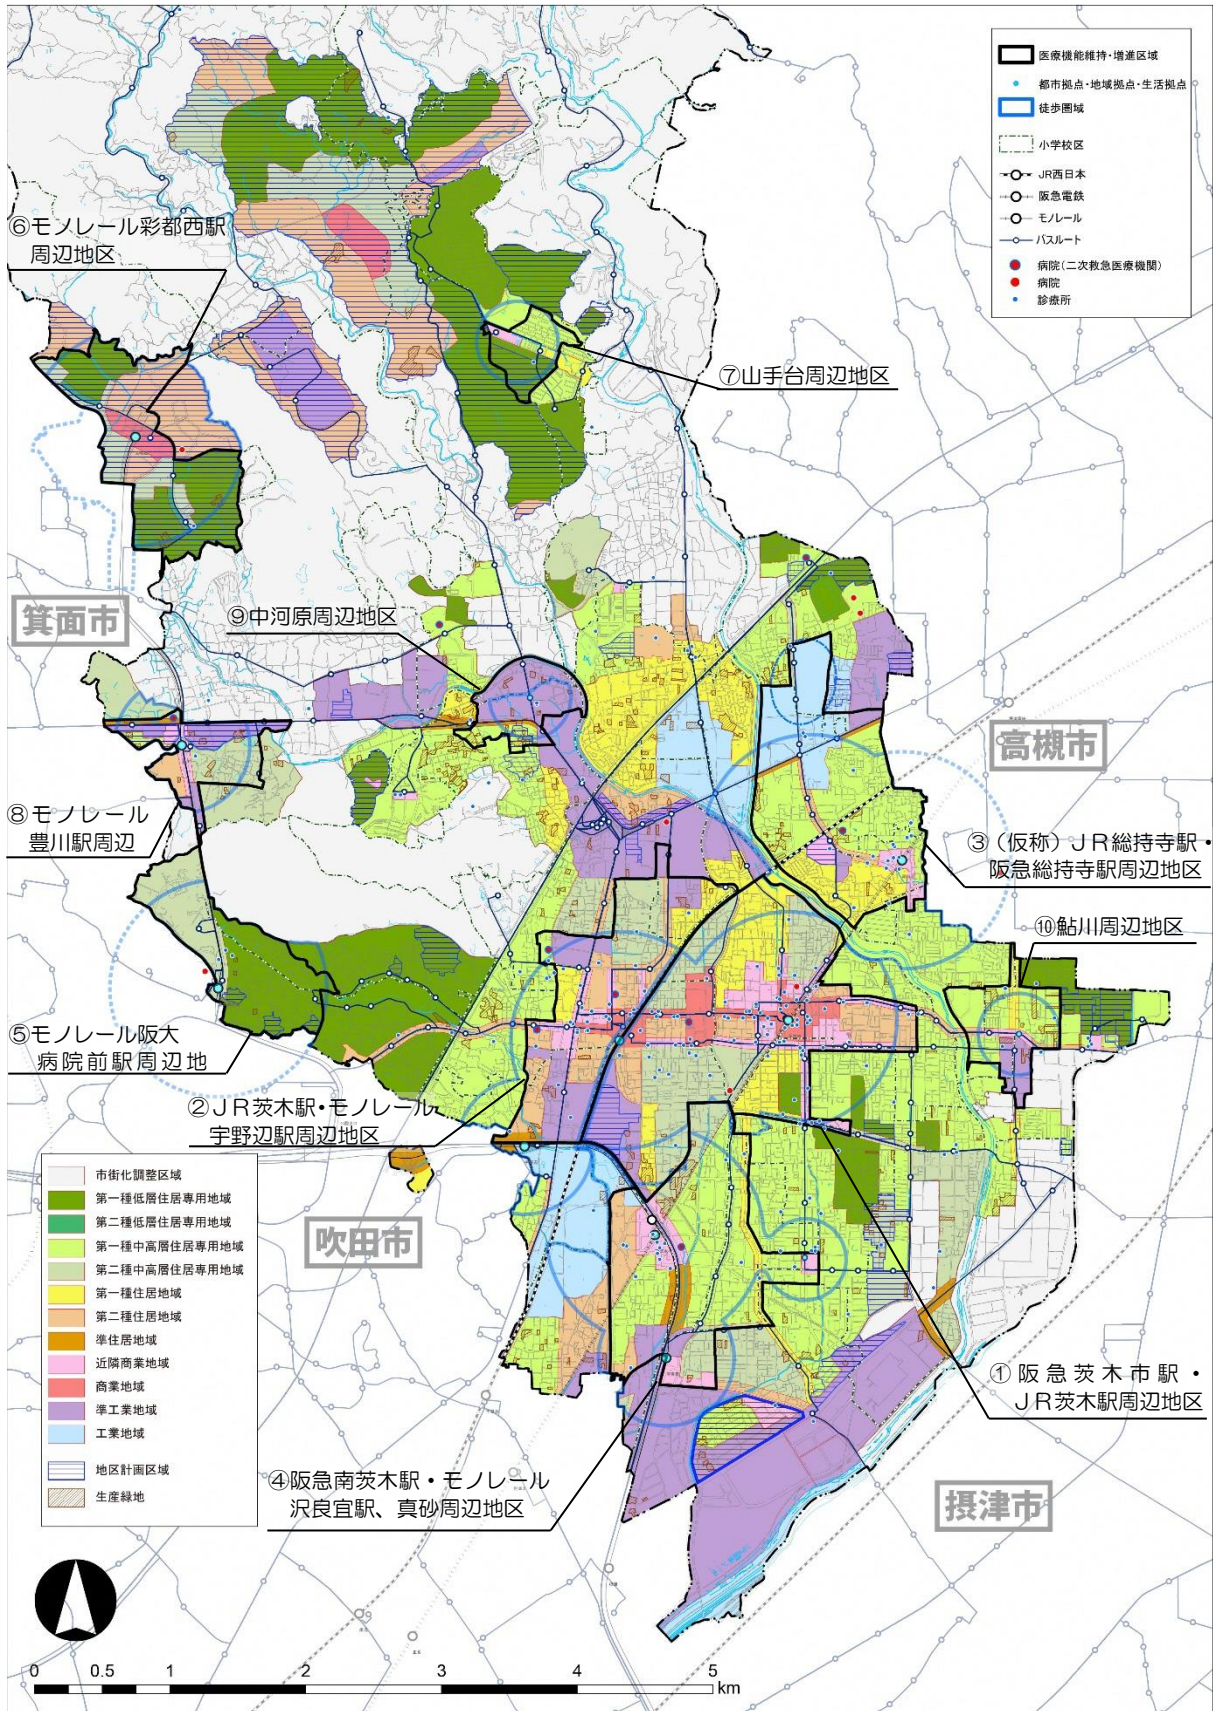 医療機能維持・増進区域
都市拠点・地域拠点・生活拠点
徒歩圏域
小学校区
JR西日本
阪急電鉄
モノレール
バスルート
病院(二次救急医療機関)
病院
診療所
⑥モノレール彩都西駅
周辺地区
⑦山手台周辺地区
箕面市
⑨中河原周辺地区
高槻市
⑧モノレール
豊川駅周辺
③(仮称)JR総持寺駅・
阪急総持寺駅周辺地区
⑩鮎川周辺地区
⑤モノレール阪大
病院前駅周辺地
②JR茨木駅・モノレール
宇野辺駅周辺地区
吹田市
市街化調整区域
第一種低層住居専用地域
第二種低層住居専用地域
第一種中高層住居専用地域
第二種中高層住居専用地域
第一種住居地域
第二種住居地域
準住居地域
近隣商業地域
商業地域
準工業地域
工業地域
地区計画区域
生産緑地
①阪急茨木市駅・
JR茨木駅周辺地区
④阪急南茨木駅・モノレール
沢良宜駅、真砂周辺地区
摂津市
0 0.5 1 2 3 4 5
km